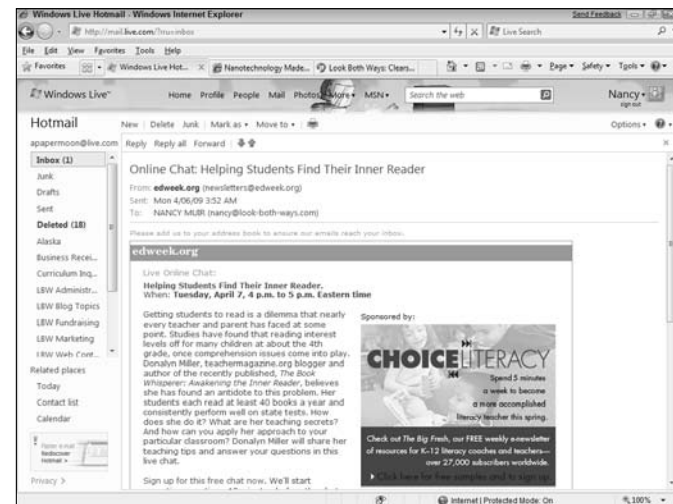 Windows Live Hotmail - Windows Internet Explorer
Send Feedback
http://mail.live.com/?rru=inbox
Live Search
File Edit View Favorites Tools Help
Favorites
Windows Live Hot...
Nanotechnology Made...
Look Both Ways: Clears...
Page Safety Tools
Windows Live™
Home Profile People Mail Photos More MSN
Search the web
Nancy
sign out
Hotmail
New Delete Junk Mark as Move to
Options
apapermoon@live.com
Reply Reply all Forward
Inbox (1)
Junk
Drafts
Sent
Deleted (18)
Alaska
Business Recei...
Curriculum Inq...
LBW Administr...
LBW Blog Topics
LBW Fundraising
LBW Marketing
LBW Web Cont...
Related places
Today
Contact list
Calendar
Faster e-mail
Rediscover
Hotmail
Privacy
Online Chat: Helping Students Find Their Inner Reader
From: edweek.org (newsletters@edweek.org)
Sent: Mon 4/06/09 3:52 AM
To: NANCY MUIR (nancy@look-both-ways.com)
Please add us to your address book to ensure our emails reach your inbox.
edweek.org
Live Online Chat:
Helping Students Find Their Inner Reader.
When: Tuesday, April 7, 4 p.m. to 5 p.m. Eastern time
Getting students to read is a dilemma that nearly
every teacher and parent has faced at some
point. Studies have found that reading interest
levels off for many children at about the 4th
grade, once comprehension issues come into play.
Donalyn Miller, teachermagazine.org blogger and
author of the recently published, The Book
Whisperer: Awakening the Inner Reader, believes
she has found an antidote to this problem. Her
students each read at least 40 books a year and
consistently perform well on state tests. How
does she do it? What are her teaching secrets?
And how can you apply her approach to your
particular classroom? Donalyn Miller will share her
teaching tips and answer your questions in this
live chat.
Sign up for this free chat now. We'll start
Sponsored by:
CHOICELITERACY
Spend 5 minutes
a week to become
a more accomplished
literacy teacher this spring.
Check out The Big Fresh, our FREE weekly e-newsletter
of resources for K-12 literacy coaches and teachers—
over 27,000 subscribers worldwide.
Click here for free samples and to sign up.
Internet | Protected Mode: On
100%